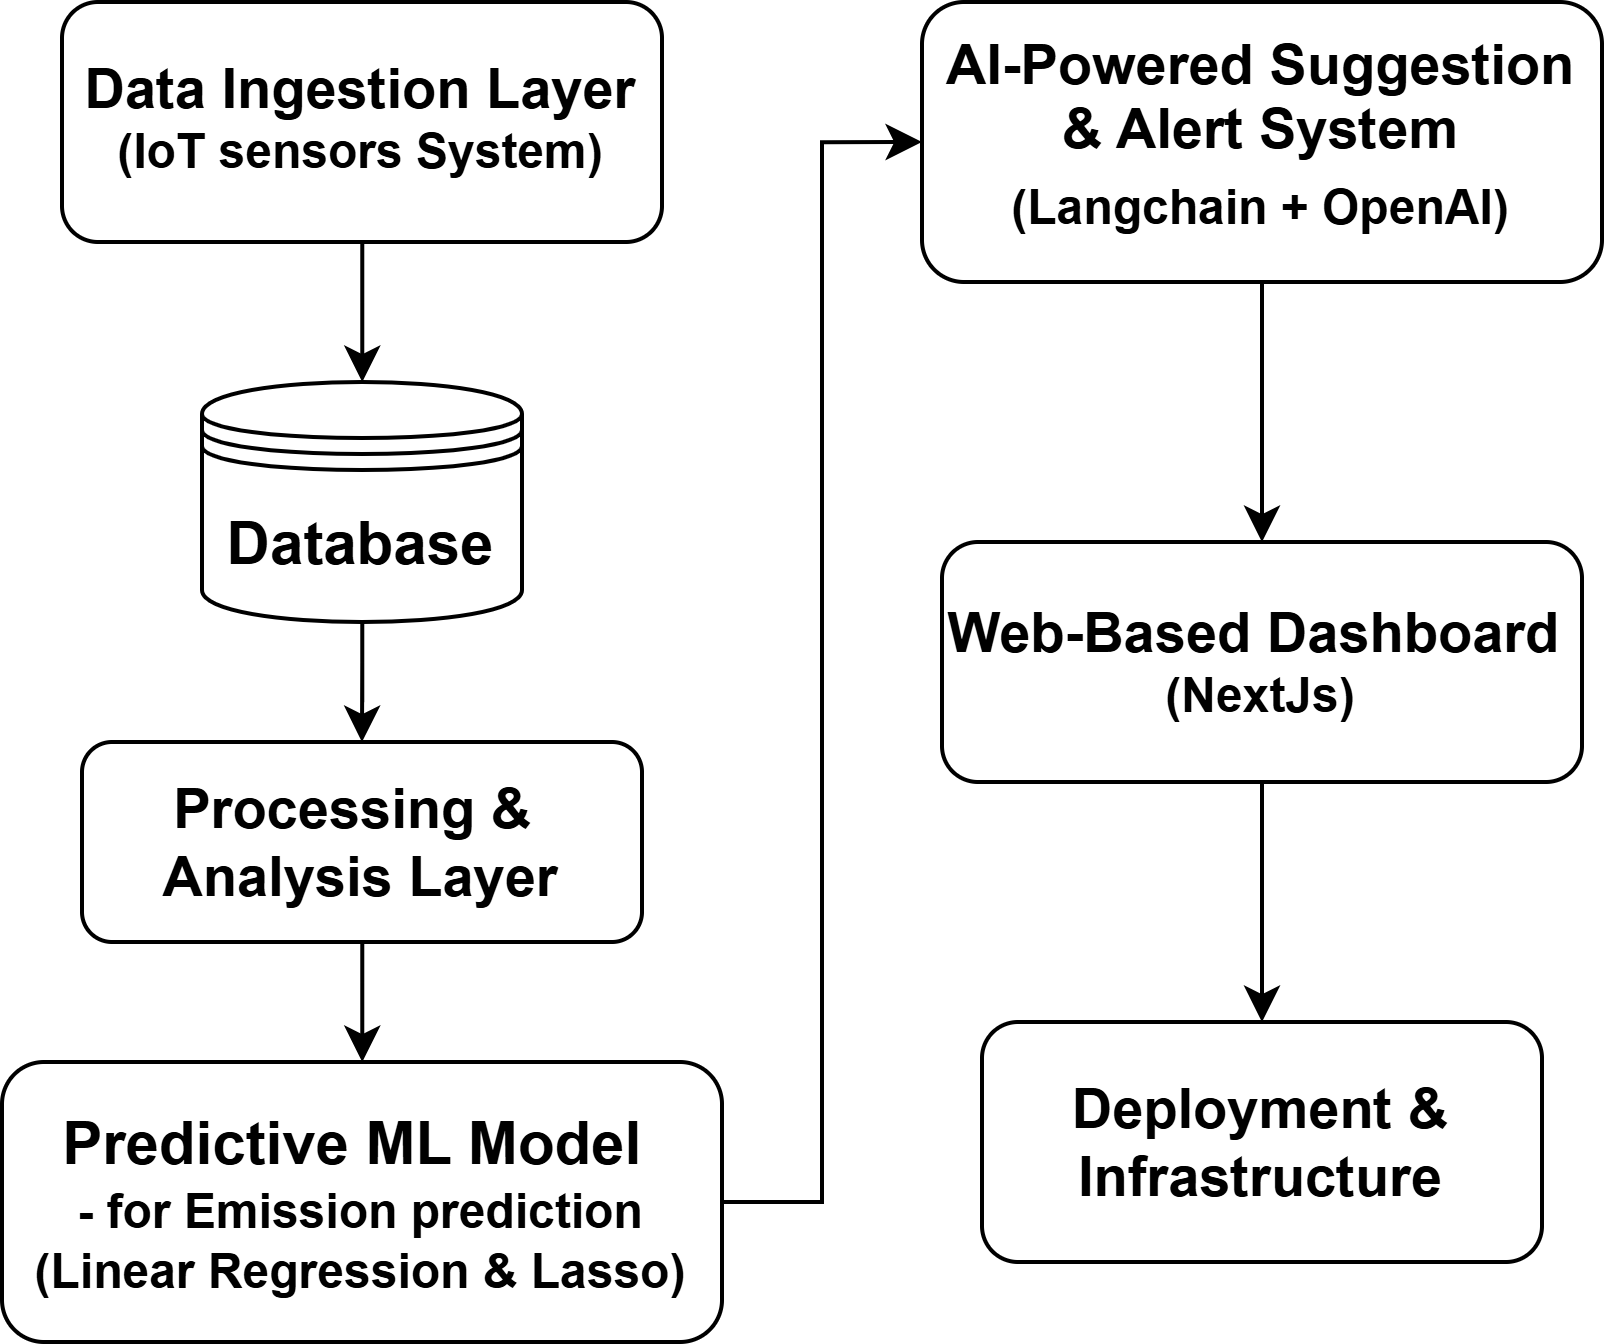 Data Ingestion Layer
(IoT sensors System)
Database
Processing &
Analysis Layer
Predictive ML Model
- for Emission prediction
(Linear Regression & Lasso)
AI-Powered Suggestion
& Alert System
(Langchain + OpenAI)
Web-Based Dashboard
(NextJs)
Deployment &
Infrastructure